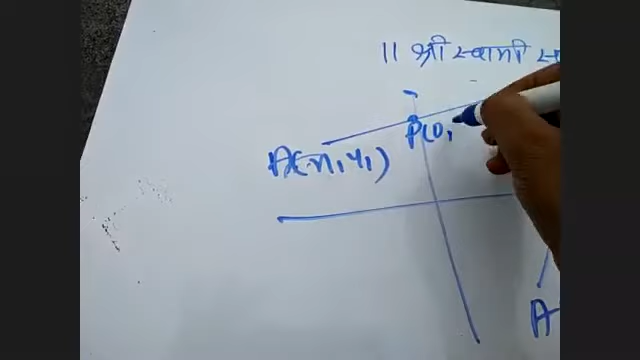 ॥ श्री स्वामी
P(0,
A(x1 y1)
A